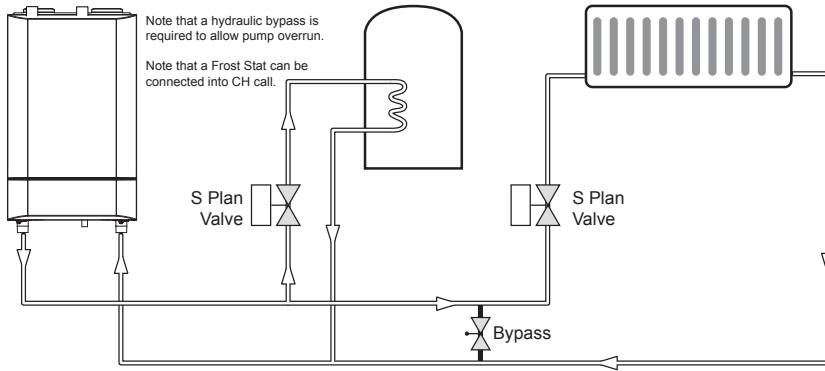 Note that a hydraulic bypass is
required to allow pump overrun.
Note that a Frost Stat can be
connected into CH call.
S Plan
Valve
S Plan
Valve
Bypass